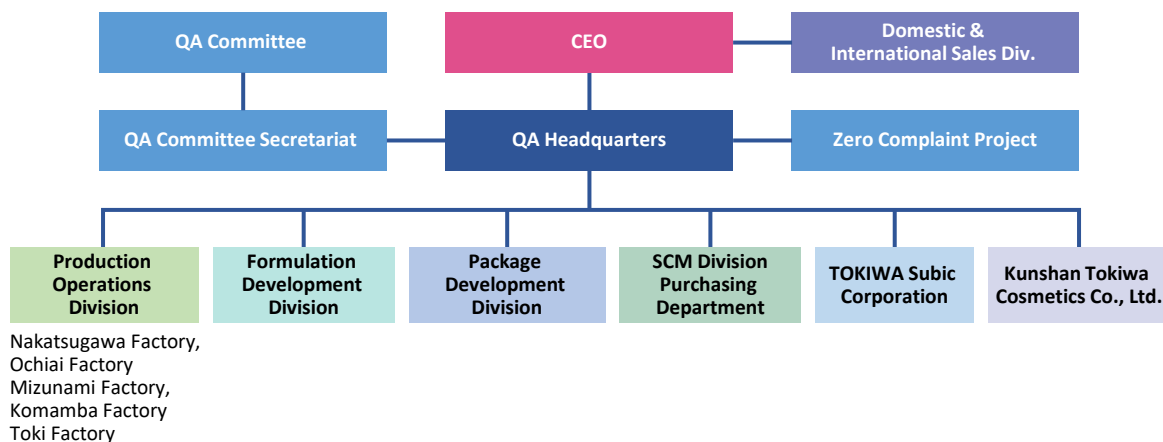 QA Committee
CEO
Domestic &
International Sales Div.
QA Committee Secretariat
QA Headquarters
Zero Complaint Project
Production
Operations
Division
Formulation
Development
Division
Package
Development
Division
SCM Division
Purchasing
Department
TOKIWA Subic
Corporation
Kunshan Tokiwa
Cosmetics Co., Ltd.
Nakatsugawa Factory,
Ochiai Factory
Mizunami Factory,
Komamba Factory
Toki Factory